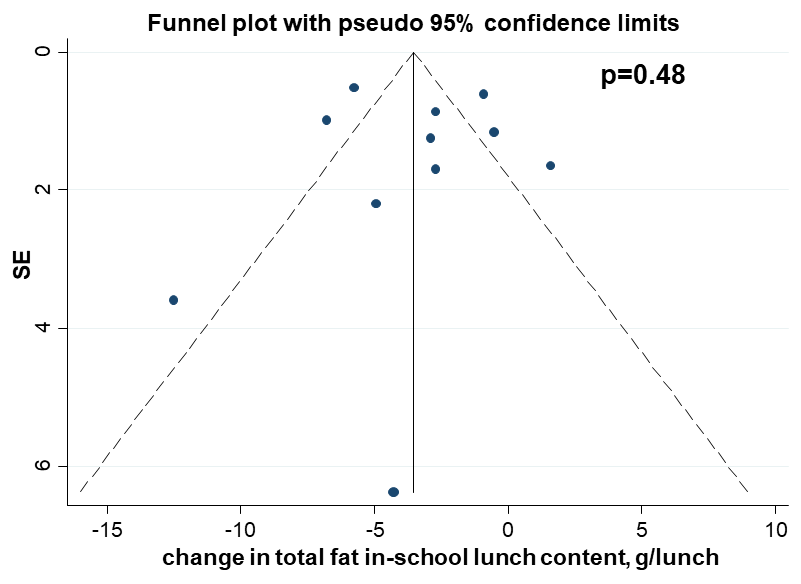 Funnel plot with pseudo 95% confidence limits
p=0.48
0
2
4
6
SE
-15 -10 -5 0 5 10
change in total fat in-school lunch content, g/lunch